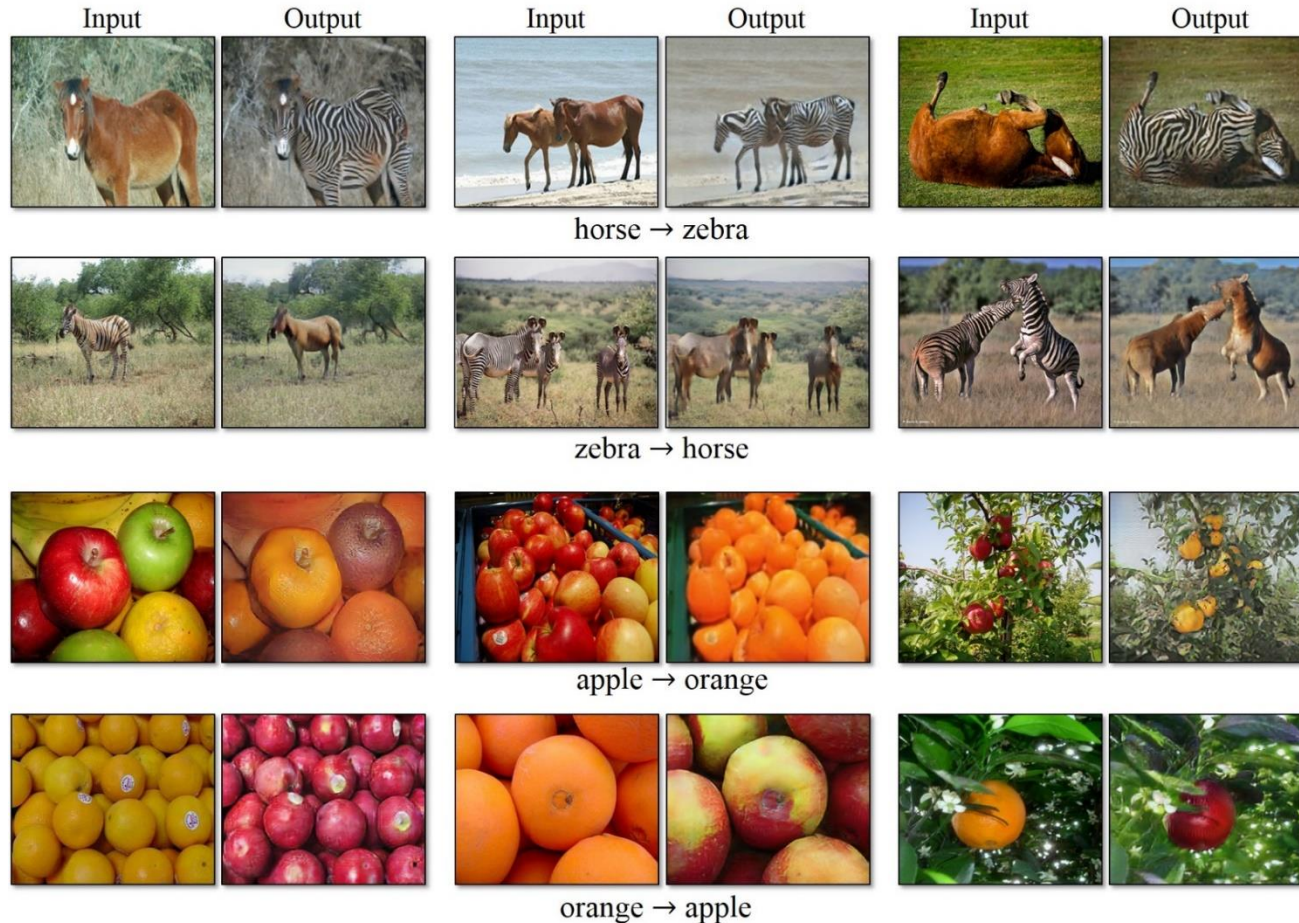 Input Output Input Output Input Output
horse → zebra
zebra → horse
apple → orange
orange → apple